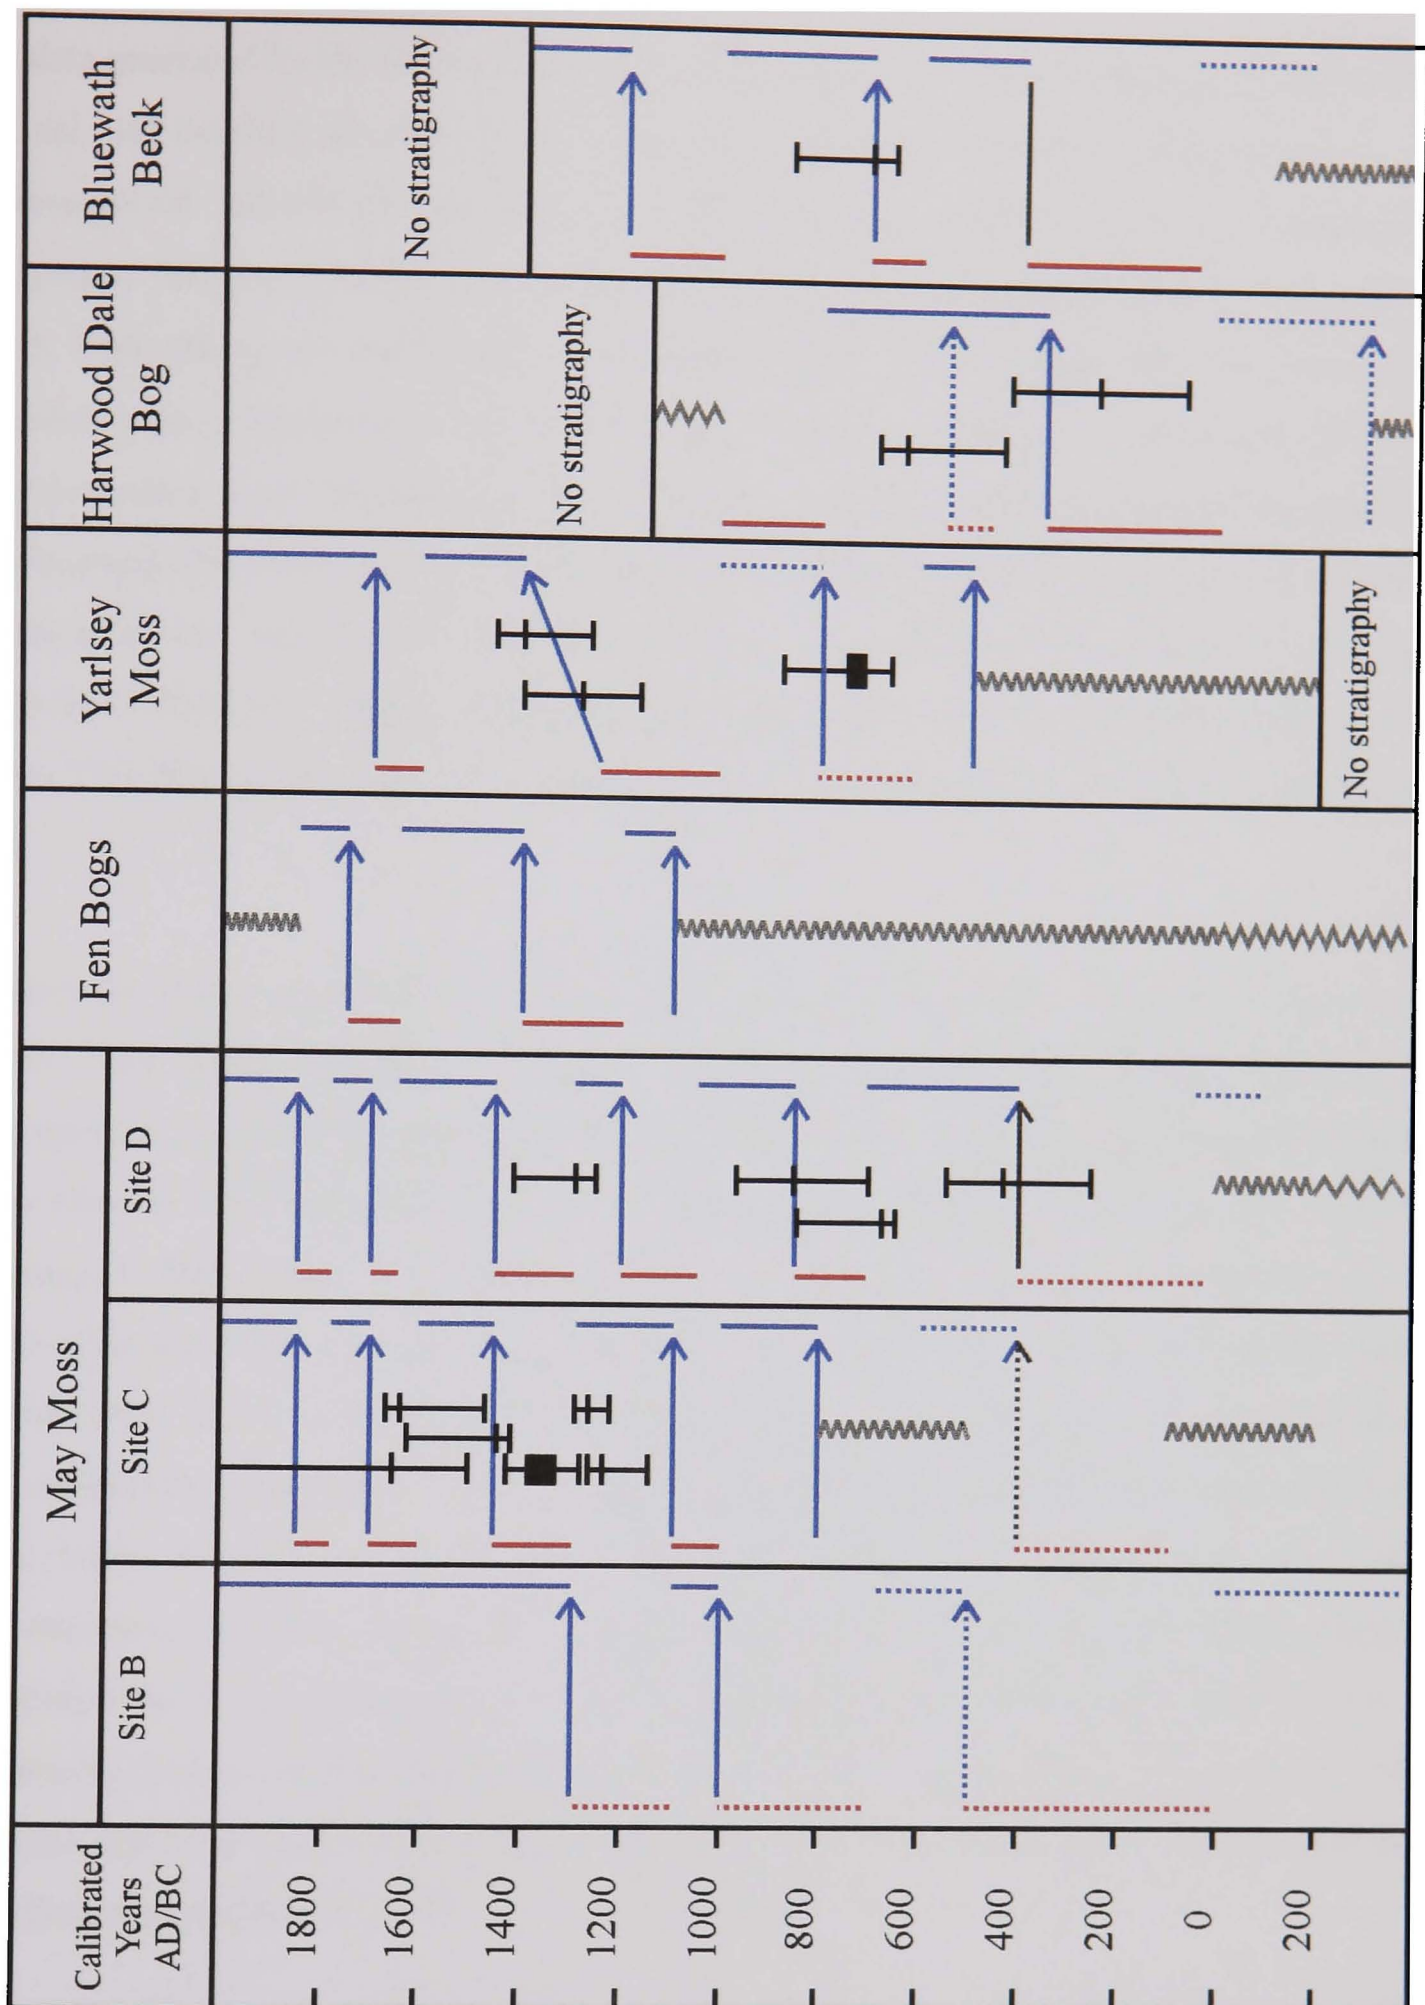 Calibrated
Years
AD/BC
May Moss
Site B
Site C
Site D
Fen Bogs
Yarlsey
Moss
Harwood Dale
Bog
Bluewath
Beck
1800
1600
1400
1200
1000
800
600
400
200
0
200
No stratigraphy
No stratigraphy
No stratigraphy